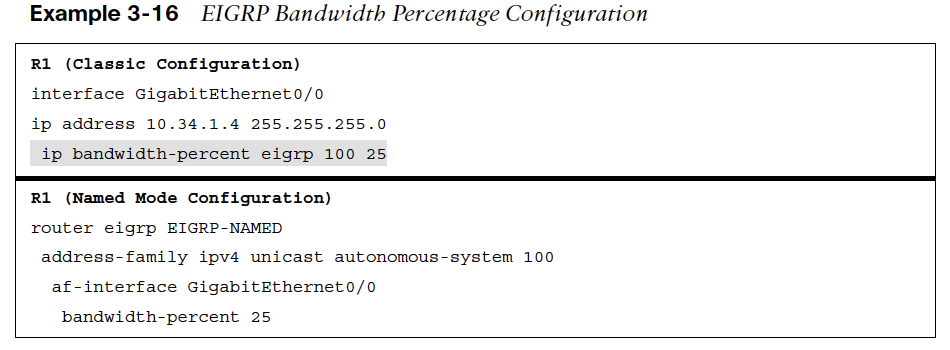 Example 3-16 EIGRP Bandwidth Percentage Configuration
R1 (Classic Configuration)
interface GigabitEthernet0/0
ip address 10.34.1.4 255.255.255.0
ip bandwidth-percent eigrp 100 25
R1 (Named Mode Configuration)
router eigrp EIGRP-NAMED
address-family ipv4 unicast autonomous-system 100
af-interface GigabitEthernet0/0
bandwidth-percent 25